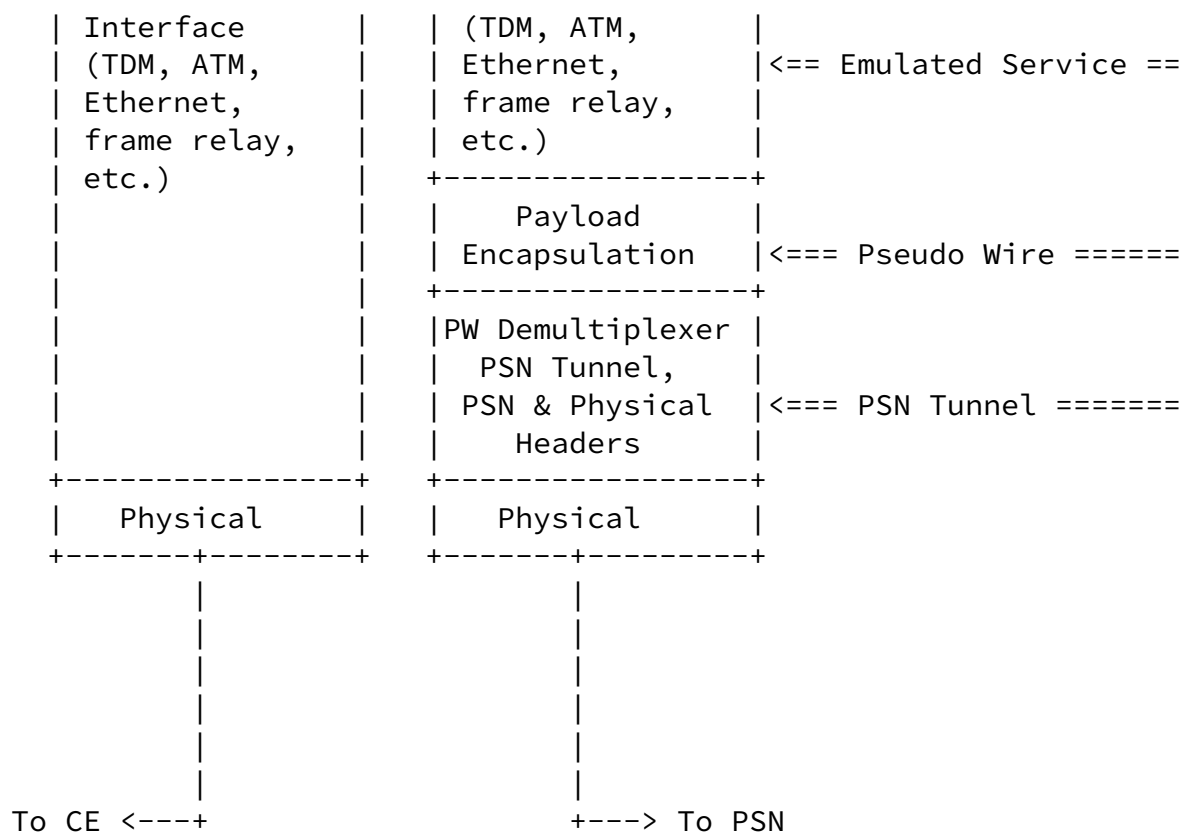 | Interface      |   | (TDM, ATM,      |
| (TDM, ATM,     |   | Ethernet,       |<== Emulated Service ==
| Ethernet,      |   | frame relay,    |
| frame relay,   |   | etc.)           |
| etc.)          |   +-----------------+
|                |   |    Payload      |
|                |   | Encapsulation   |<=== Pseudo Wire ======
|                |   +-----------------+
|                |   |PW Demultiplexer |
|                |   |  PSN Tunnel,    |
|                |   | PSN & Physical  |<=== PSN Tunnel =======
|                |   |    Headers      |
+----------------+   +-----------------+
|   Physical     |   |   Physical      |
+-------+--------+   +-------+---------+
        |                    |
        |                    |
        |                    |
        |                    |
        |                    |
        |                    |
To CE <---+                    +---> To PSN